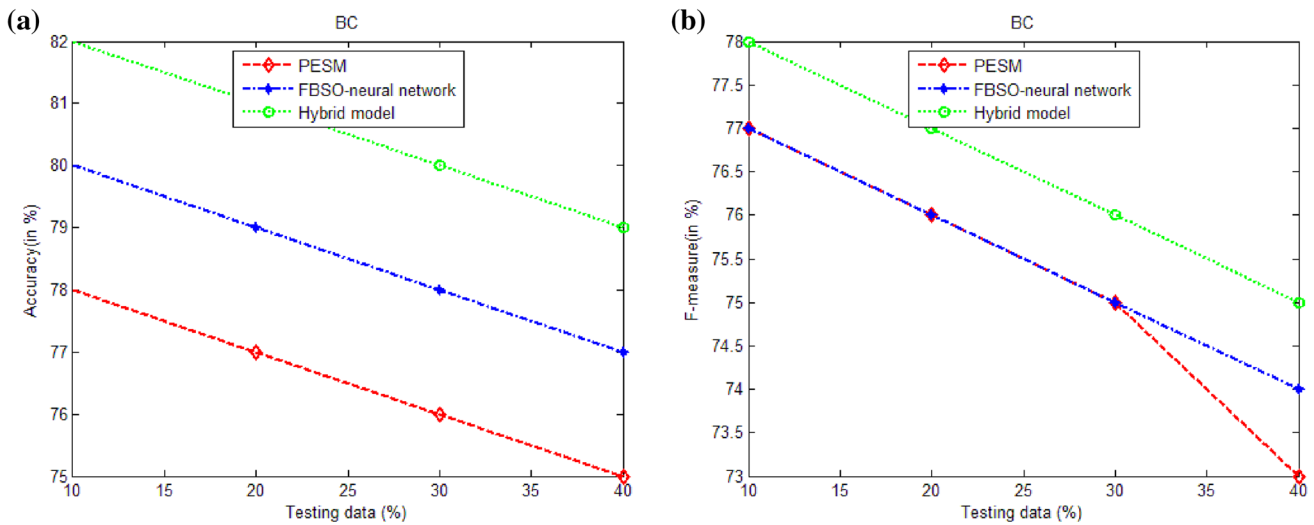 (a)
BC
82
81
80
79
78
77
76
75
Accuracy(in %)
PESM
FBSO-neural network
Hybrid model
10 15 20 25 30 35 40
Testing data (%)
(b)
BC
78
77.5
77
76.5
76
75.5
75
74.5
74
73.5
73
F-measure(in %)
PESM
FBSO-neural network
Hybrid model
10 15 20 25 30 35 40
Testing data (%)